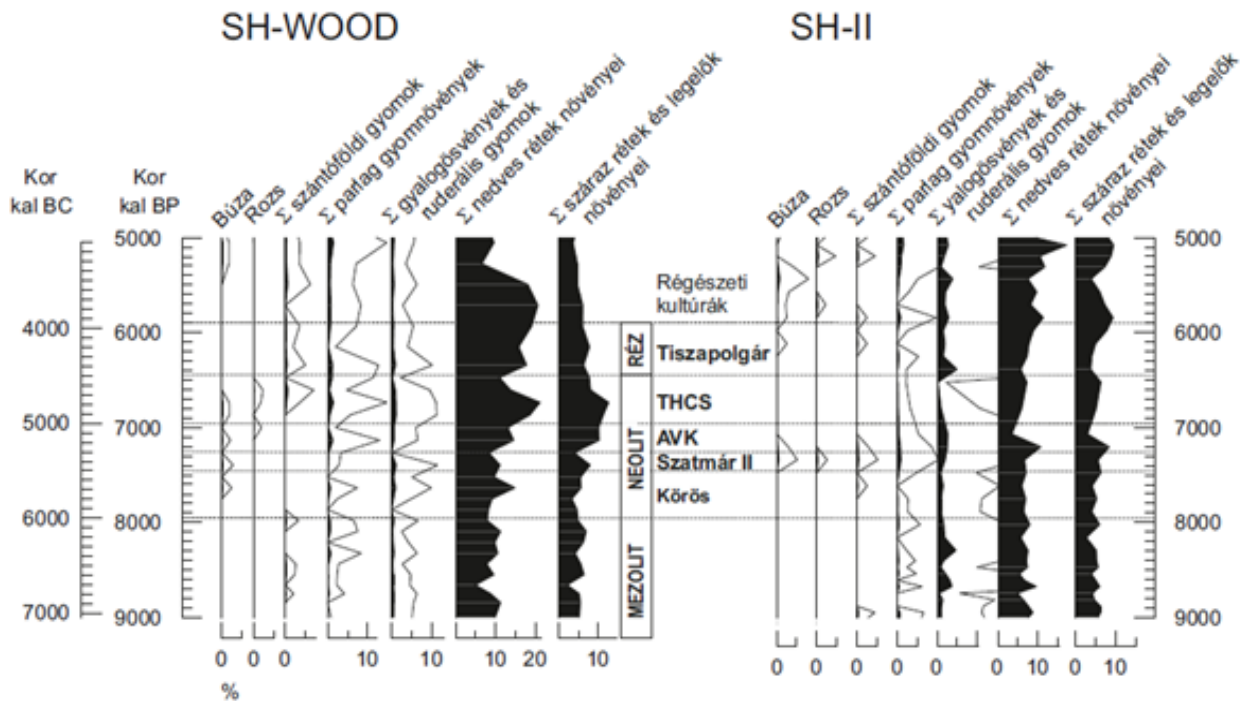 SH-WOOD
SH-II
Kor
kal BC
Kor
kal BP
Búza
Rozs
Σ szántóföldi gyomok
Σ parlag gyomnövények
Σ gyalogösvények és
ruderális gyomok
Σ nedves rétek növényei
Σ száraz rétek és legelők
növényei
Búza
Rozs
Σ szántóföldi gyomok
Σ parlag gyomnövények
Σ yalogösvények és
ruderális gyomok
Σ nedves rétek növényei
Σ száraz rétek és legelők
növényei
4000
5000
6000
7000
5000
6000
7000
8000
9000
Régészeti
kultúrák
RÉZ
NEOLIT
MEZOLIT
Tiszapolgár
THCS
AVK
Szatmár II
Körös
5000
6000
7000
8000
9000
0 0 0 10 0 10 0 10 20 0 10
%
0 0 0 0 0 0 10 0 10